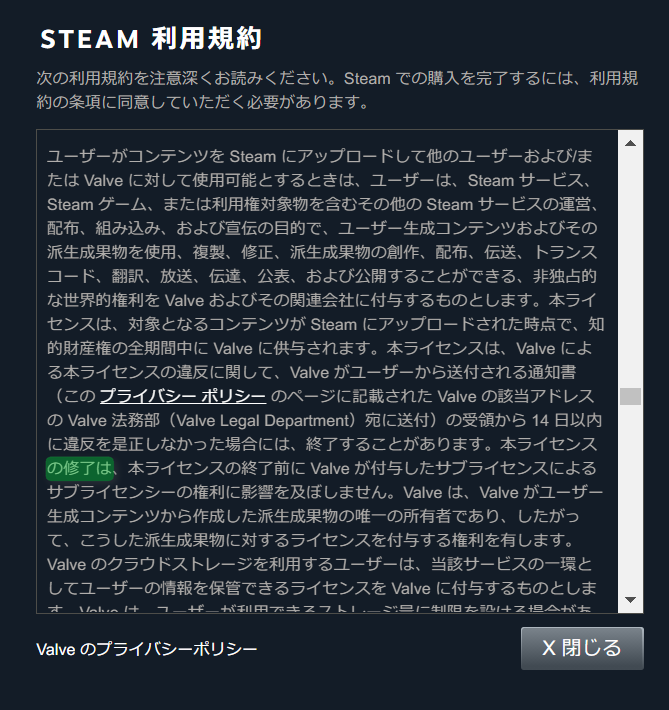 STEAM 利用規約
次の利用規約を注意深くお読みください。Steam での購入を完了するには、利用規
約の条項に同意していただく必要があります。
ユーザーがコンテンツを Steam にアップロードして他のユーザーおよび/ま
たは Valve に対して使用可能とするときは、ユーザーは、Steam サービス、
Steam ゲーム、または利用権対象物を含むその他の Steam サービスの運営、
配布、組み込み、および宣伝の目的で、ユーザー生成コンテンツおよびその
派生成果物を使用、複製、修正、派生成果物の創作、配布、伝送、トランス
コード、翻訳、放送、伝達、公表、および公開することができる、非独占的
な世界的権利を Valve およびその関連会社に付与するものとします。本ライ
センスは、対象となるコンテンツが Steam にアップロードされた時点で、知
的財産権の全期間中に Valve に供与されます。本ライセンスは、Valve によ
る本ライセンスの違反に関して、Valve がユーザーから送付される通知書
（この プライバシー ポリシー のページに記載された Valve の該当アドレス
の Valve 法務部（Valve Legal Department）宛に送付）の受領から 14 日以内
に違反を是正しなかった場合には、終了することがあります。本ライセンス
の修了は、本ライセンスの終了前に Valve が付与したサブライセンスによる
サブライセンシーの権利に影響を及ぼしません。Valve は、Valve がユーザー
生成コンテンツから作成した派生成果物の唯一の所有者であり、したがっ
て、こうした派生成果物に対するライセンスを付与する権利を有します。
Valve のクラウドストレージを利用するユーザーは、当該サービスの一環と
してユーザーの情報を保管できるライセンスを Valve に付与するものとしま
す。Valve は、ユーザーが利用できるストレージ量に制限を設ける場合があ
Valve のプライバシーポリシー
X 閉じる